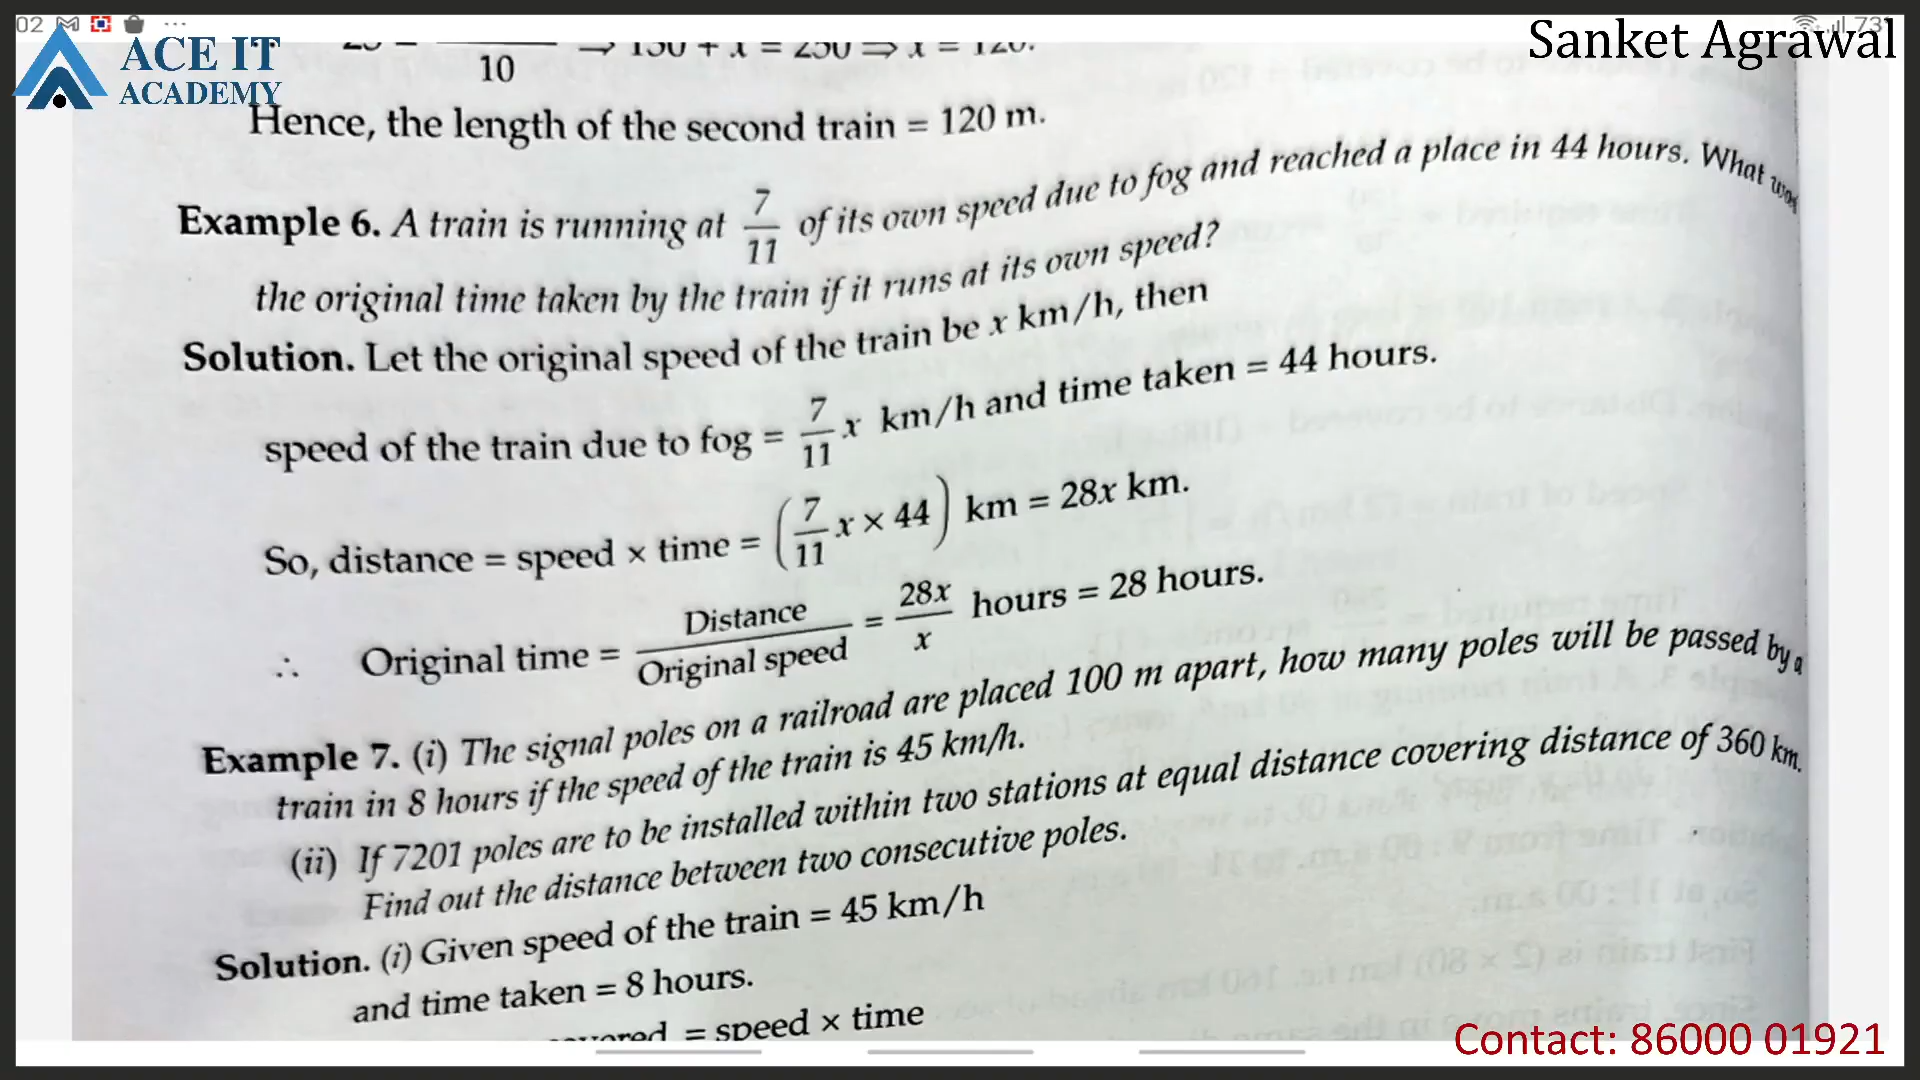 02 ... 73
ACE IT
ACADEMY
Sanket Agrawal
10
150 + x = 250 ⇒ x = 120.
Hence, the length of the second train = 120 m.
Example 6. A train is running at 7/11 of its own speed due to fog and reached a place in 44 hours. What
the original time taken by the train if it runs at its own speed?
Solution. Let the original speed of the train be x km/h, then
speed of the train due to fog = 7/11 x km/h and time taken = 44 hours.
So, distance = speed × time = (7/11 x × 44) km = 28x km.
∴ Original time = Distance/Original speed = 28x/x hours = 28 hours.
Example 7. (i) The signal poles on a railroad are placed 100 m apart, how many poles will be passed by a
train in 8 hours if the speed of the train is 45 km/h.
(ii) If 7201 poles are to be installed within two stations at equal distance covering distance of 360 km.
Find out the distance between two consecutive poles.
Solution. (i) Given speed of the train = 45 km/h
and time taken = 8 hours.
= speed × time
Contact: 86000 01921